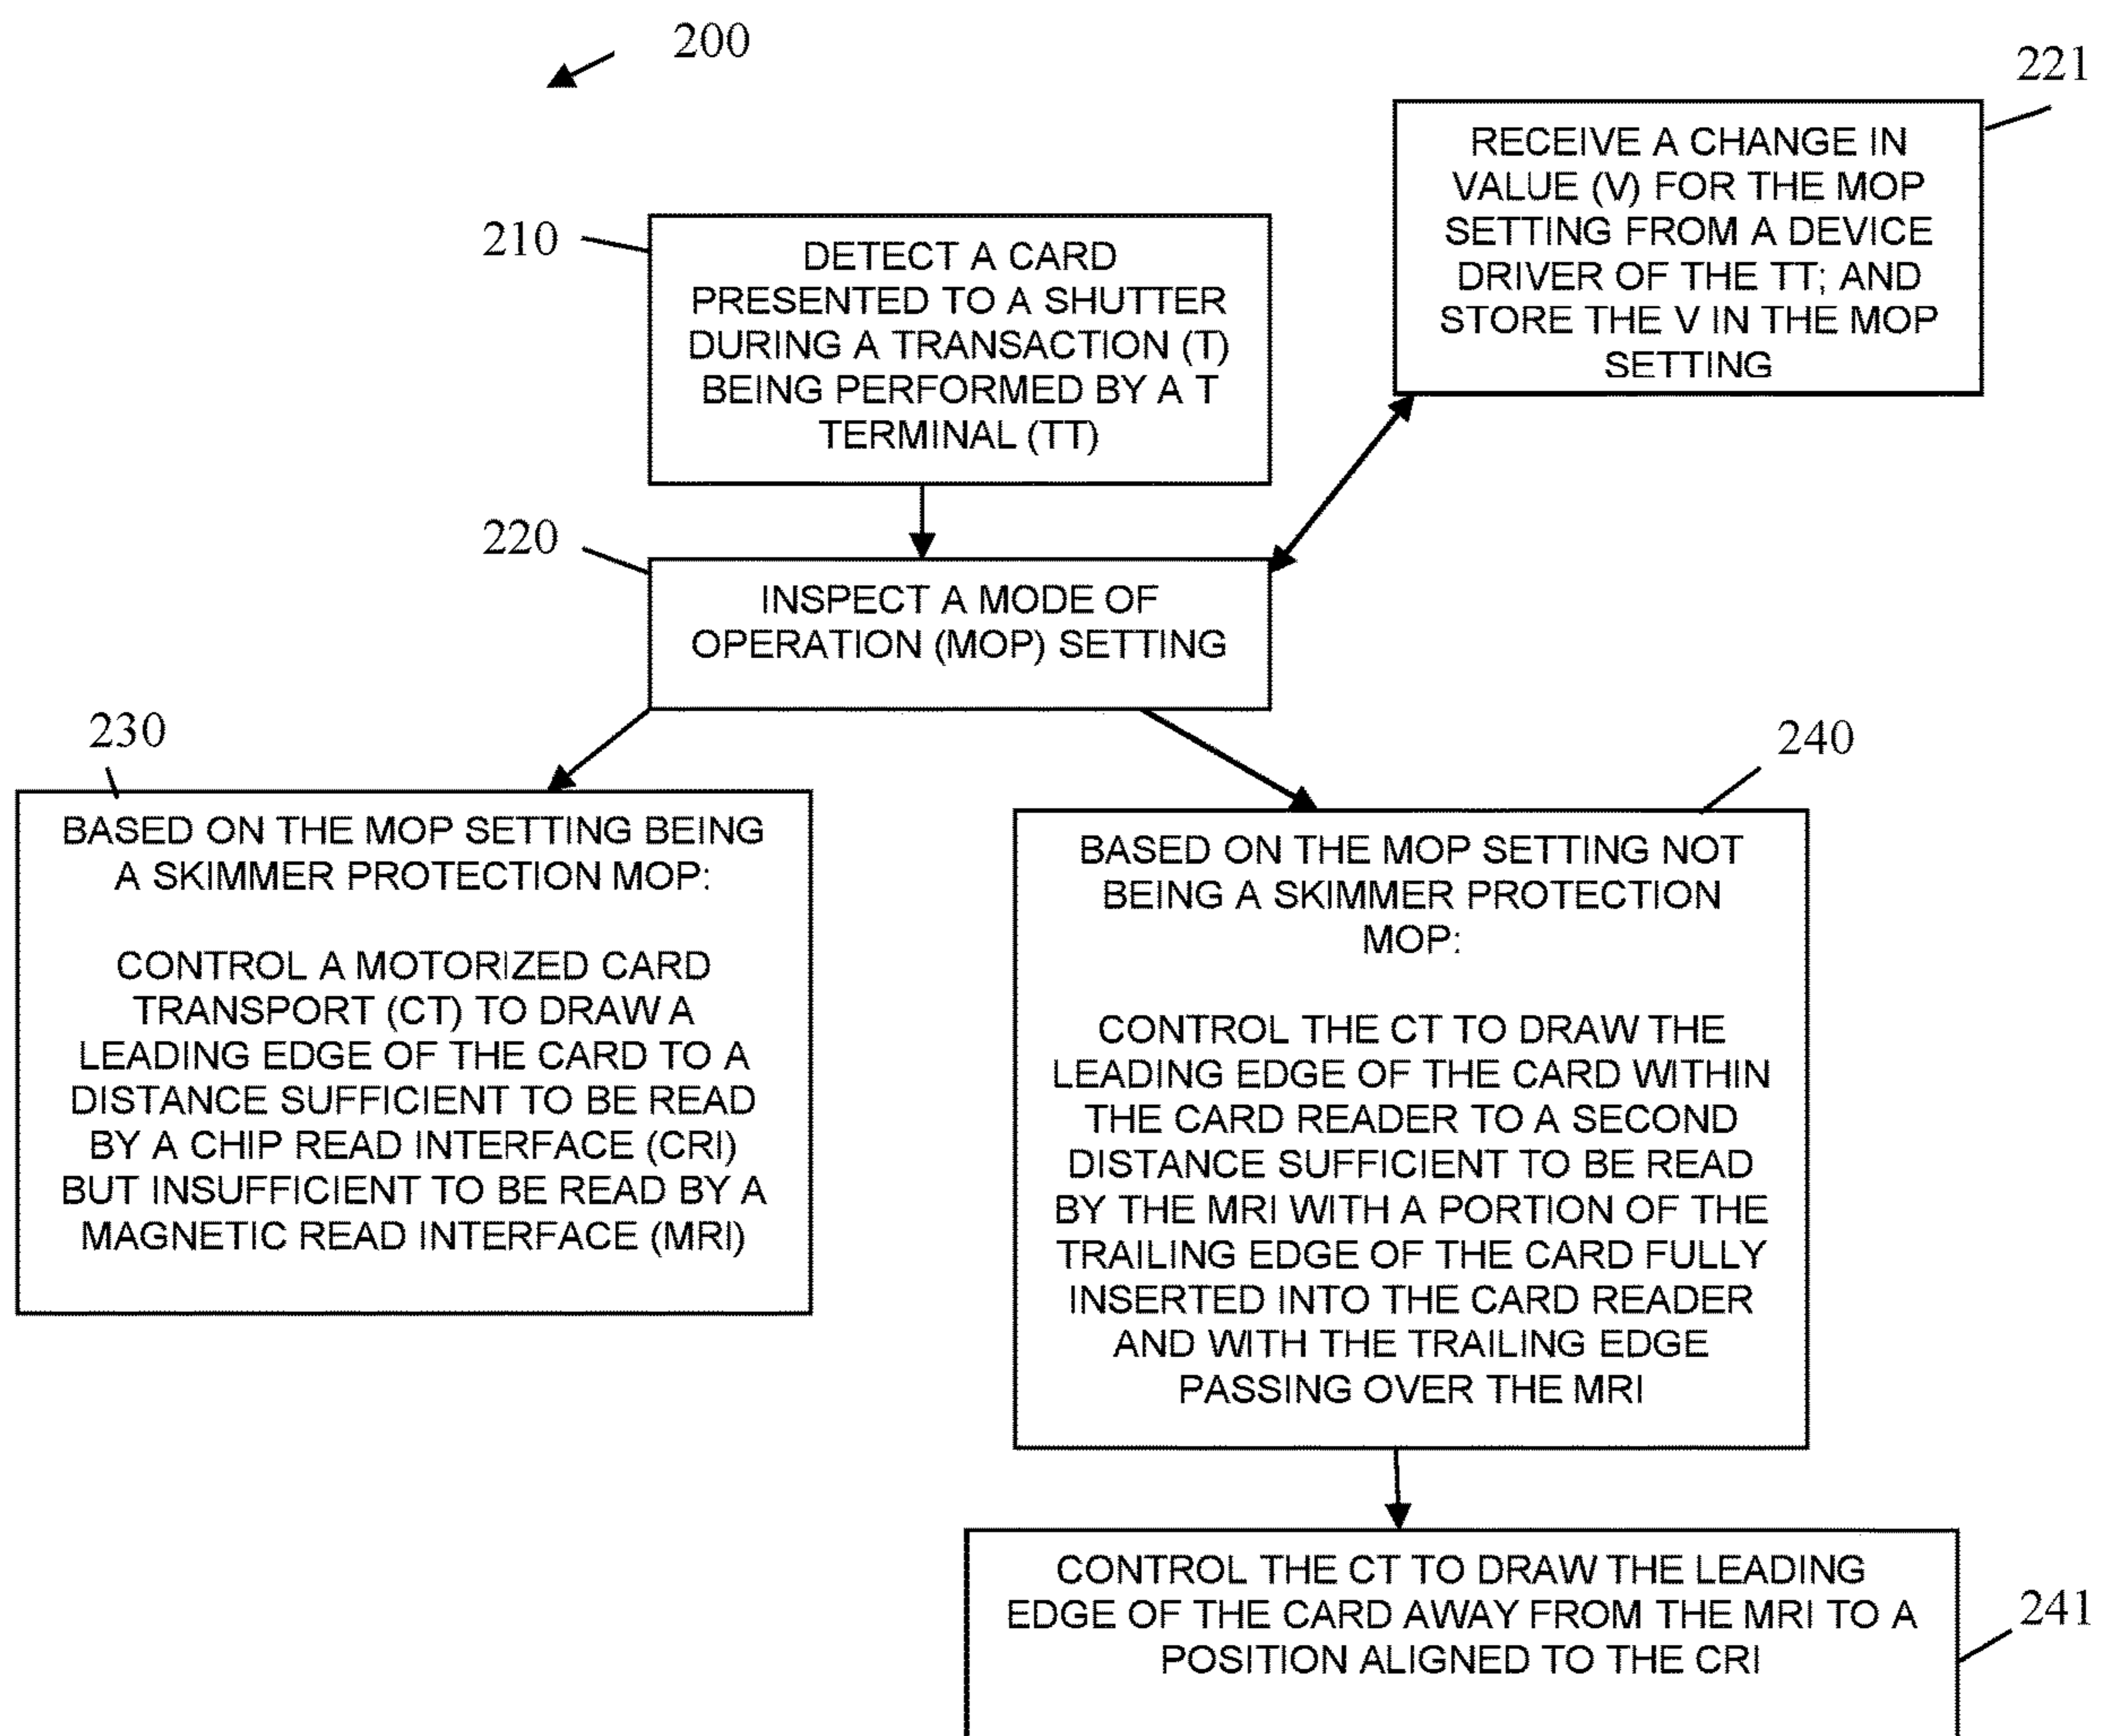 200
221
RECEIVE A CHANGE IN
VALUE (V) FOR THE MOP
SETTING FROM A DEVICE
DRIVER OF THE TT; AND
STORE THE V IN THE MOP
SETTING
210
DETECT A CARD
PRESENTED TO A SHUTTER
DURING A TRANSACTION (T)
BEING PERFORMED BY A T
TERMINAL (TT)
220
INSPECT A MODE OF
OPERATION (MOP) SETTING
230
BASED ON THE MOP SETTING BEING
A SKIMMER PROTECTION MOP:
CONTROL A MOTORIZED CARD
TRANSPORT (CT) TO DRAW A
LEADING EDGE OF THE CARD TO A
DISTANCE SUFFICIENT TO BE READ
BY A CHIP READ INTERFACE (CRI)
BUT INSUFFICIENT TO BE READ BY A
MAGNETIC READ INTERFACE (MRI)
240
BASED ON THE MOP SETTING NOT
BEING A SKIMMER PROTECTION
MOP:
CONTROL THE CT TO DRAW THE
LEADING EDGE OF THE CARD WITHIN
THE CARD READER TO A SECOND
DISTANCE SUFFICIENT TO BE READ
BY THE MRI WITH A PORTION OF THE
TRAILING EDGE OF THE CARD FULLY
INSERTED INTO THE CARD READER
AND WITH THE TRAILING EDGE
PASSING OVER THE MRI
CONTROL THE CT TO DRAW THE LEADING
EDGE OF THE CARD AWAY FROM THE MRI TO A
POSITION ALIGNED TO THE CRI
241